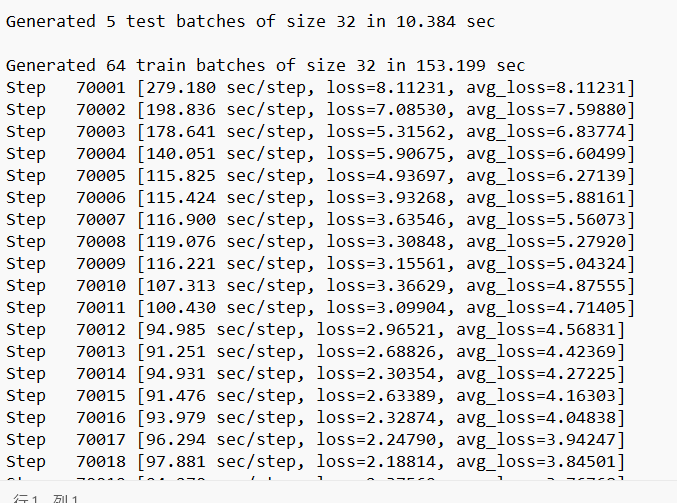 Generated 5 test batches of size 32 in 10.384 sec
Generated 64 train batches of size 32 in 153.199 sec
Step 70001 [279.180 sec/step, loss=8.11231, avg_loss=8.11231]
Step 70002 [198.836 sec/step, loss=7.08530, avg_loss=7.59880]
Step 70003 [178.641 sec/step, loss=5.31562, avg_loss=6.83774]
Step 70004 [140.051 sec/step, loss=5.90675, avg_loss=6.60499]
Step 70005 [115.825 sec/step, loss=4.93697, avg_loss=6.27139]
Step 70006 [115.424 sec/step, loss=3.93268, avg_loss=5.88161]
Step 70007 [116.900 sec/step, loss=3.63546, avg_loss=5.56073]
Step 70008 [119.076 sec/step, loss=3.30848, avg_loss=5.27920]
Step 70009 [116.221 sec/step, loss=3.15561, avg_loss=5.04324]
Step 70010 [107.313 sec/step, loss=3.36629, avg_loss=4.87555]
Step 70011 [100.430 sec/step, loss=3.09904, avg_loss=4.71405]
Step 70012 [94.985 sec/step, loss=2.96521, avg_loss=4.56831]
Step 70013 [91.251 sec/step, loss=2.68826, avg_loss=4.42369]
Step 70014 [94.931 sec/step, loss=2.30354, avg_loss=4.27225]
Step 70015 [91.476 sec/step, loss=2.63389, avg_loss=4.16303]
Step 70016 [93.979 sec/step, loss=2.32874, avg_loss=4.04838]
Step 70017 [96.294 sec/step, loss=2.24790, avg_loss=3.94247]
Step 70018 [97.881 sec/step, loss=2.18814, avg_loss=3.84501]